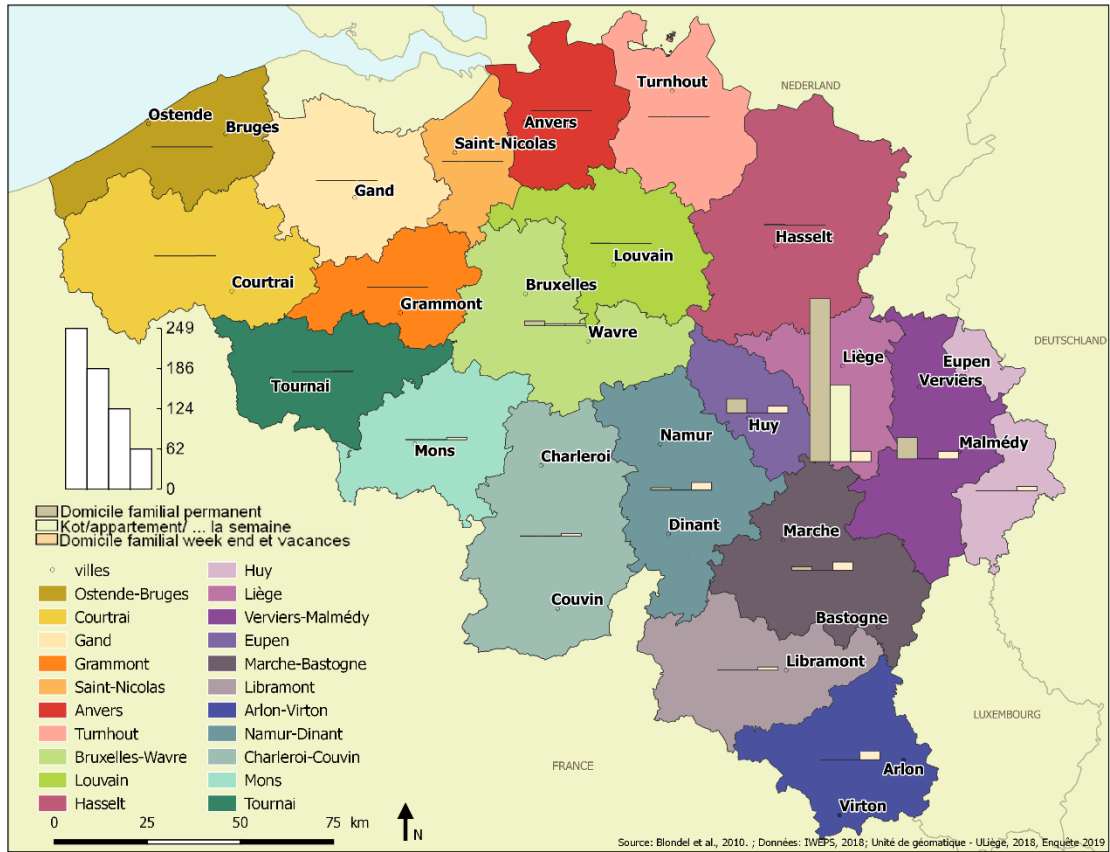 NEDERLAND
Turnhout
Ostende
Bruges
Anvers
Saint-Nicolas
Gand
Hasselt
Louvain
Courtrai
Bruxelles
Grammont
Wavre
DEUTSCHLAND
Liège
Eupen
Verviers
Tournai
Huy
Namur
Malmédy
Mons
Charleroi
Dinant
Marche
Couvin
Bastogne
Libramont
LUXEMBOURG
FRANCE
Arlon
Virton
249
186
124
62
0
Domicile familial permanent
Kot/appartement/ ... la semaine
Domicile familial week end et vacances
villes
Ostende-Bruges
Courtrai
Gand
Grammont
Saint-Nicolas
Anvers
Turnhout
Bruxelles-Wavre
Louvain
Hasselt
Huy
Liège
Verviers-Malmédy
Eupen
Marche-Bastogne
Libramont
Arlon-Virton
Namur-Dinant
Charleroi-Couvin
Mons
Tournai
0 25 50 75 km
N
Source: Blondel et al., 2010. ; Données: IWEPS, 2018; Unité de géomatique - ULiège, 2018, Enquête 2019